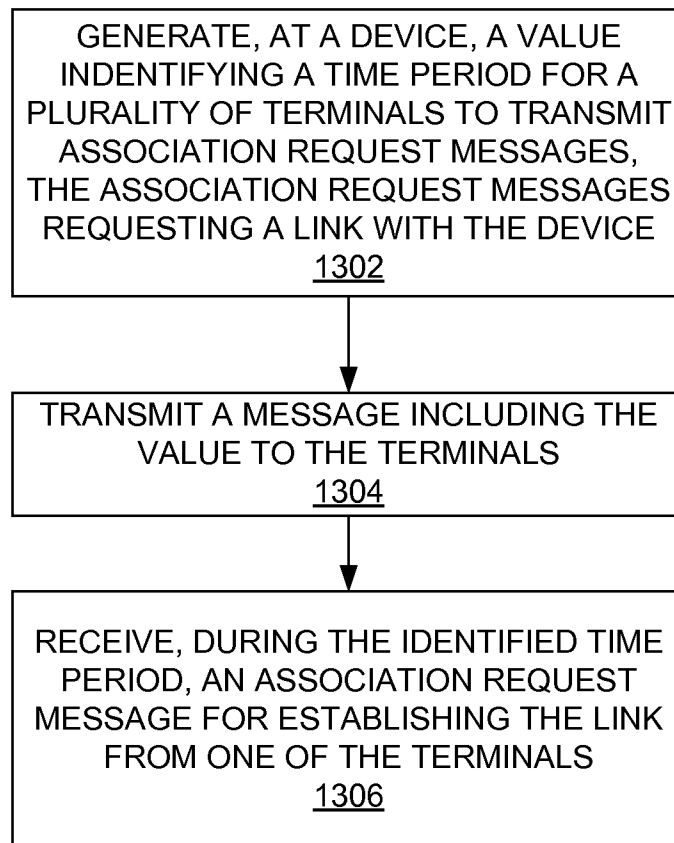 GENERATE, AT A DEVICE, A VALUE
INDENTIFYING A TIME PERIOD FOR A
PLURALITY OF TERMINALS TO TRANSMIT
ASSOCIATION REQUEST MESSAGES,
THE ASSOCIATION REQUEST MESSAGES
REQUESTING A LINK WITH THE DEVICE
1302
TRANSMIT A MESSAGE INCLUDING THE
VALUE TO THE TERMINALS
1304
RECEIVE, DURING THE IDENTIFIED TIME
PERIOD, AN ASSOCIATION REQUEST
MESSAGE FOR ESTABLISHING THE LINK
FROM ONE OF THE TERMINALS
1306